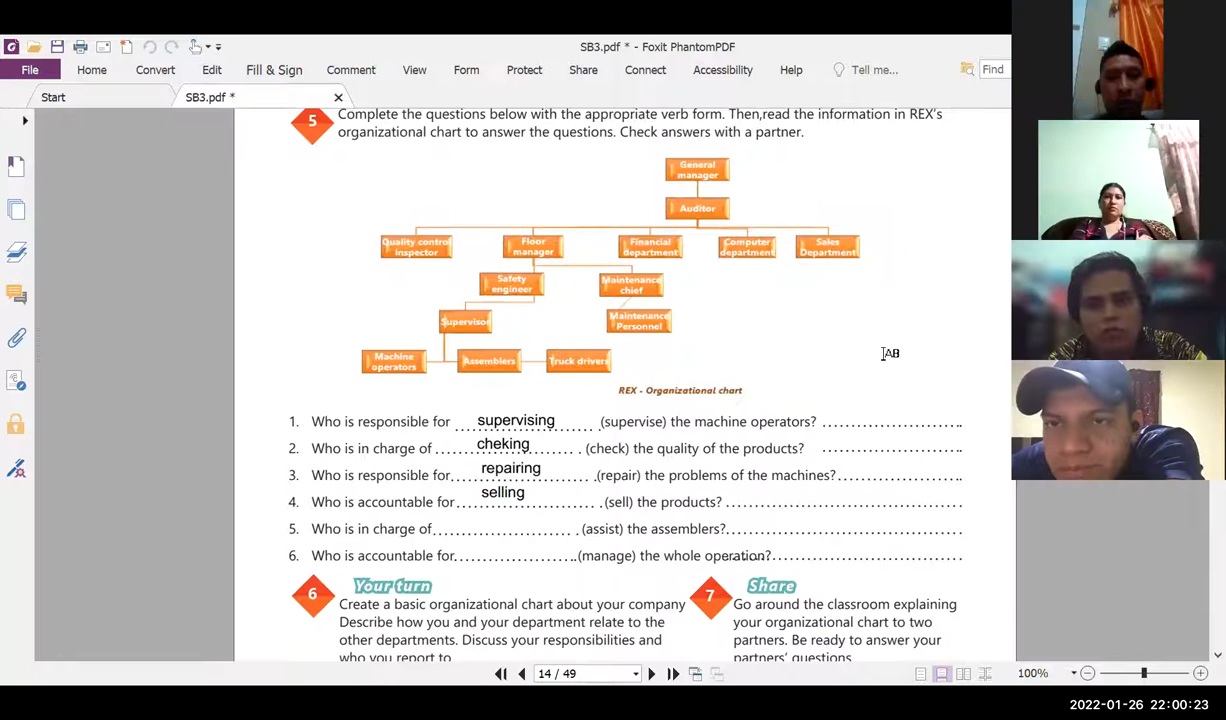 SB3.pdf * - Foxit PhantomPDF
File Home Convert Edit Fill & Sign Comment View Form Protect Share Connect Accessibility Help Tell me... Find
Start SB3.pdf *
5 Complete the questions below with the appropriate verb form. Then,read the information in REX's
organizational chart to answer the questions. Check answers with a partner.
General
manager
Auditor
Quality control
inspector
Floor
manager
Financial
department
Computer
department
Sales
Department
Safety
engineer
Maintenance
chief
Supervisor
Maintenance
Personnel
Machine
operators
Assemblers
Truck drivers
AB
REX - Organizational chart
1. Who is responsible for supervising (supervise) the machine operators?
2. Who is in charge of cheking (check) the quality of the products?
3. Who is responsible for repairing (repair) the problems of the machines?
4. Who is accountable for selling (sell) the products?
5. Who is in charge of (assist) the assemblers?
6. Who is accountable for (manage) the whole operation?
6 Your turn
Create a basic organizational chart about your company
Describe how you and your department relate to the
other departments. Discuss your responsibilities and
who you report to
7 Share
Go around the classroom explaining
your organizational chart to two
partners. Be ready to answer your
partners' questions
14 / 49
100%
2022-01-26 22:00:23